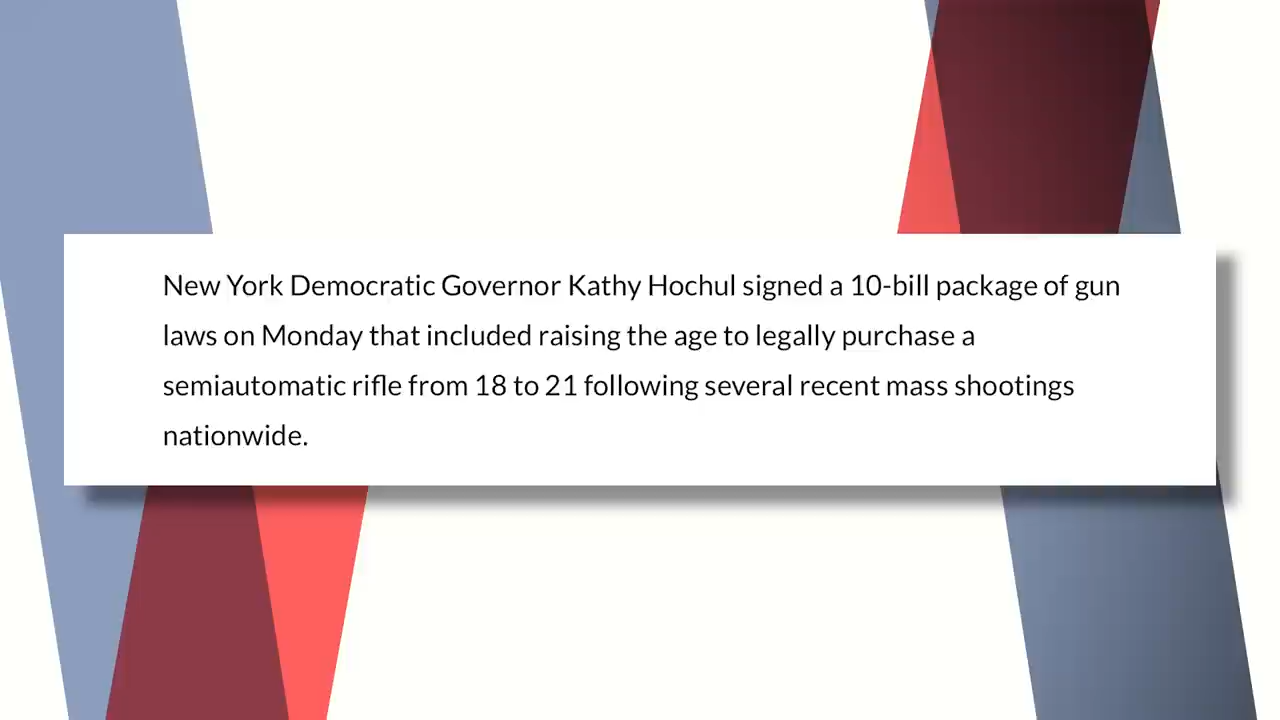 New York Democratic Governor Kathy Hochul signed a 10-bill package of gun
laws on Monday that included raising the age to legally purchase a
semiautomatic rifle from 18 to 21 following several recent mass shootings
nationwide.